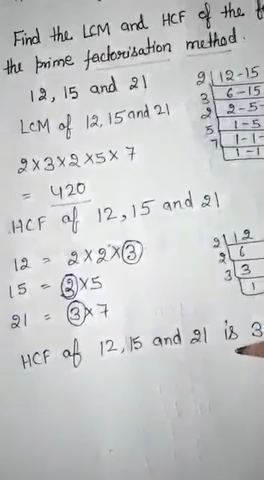 Find the LCM and HCF of the
the prime factorisation method.
12, 15 and 21
LCM of 12, 15 and 21
2×3×2×5×7
= 420
HCF of 12, 15 and 21
12 = 2×2×3
15 = 3×5
21 = 3×7
HCF of 12, 15 and 21 is 3
2 12-15
3 6-15
2 2-5-
5 1-5
7 1-1-
1-1
2 12
2 6
3 3
1